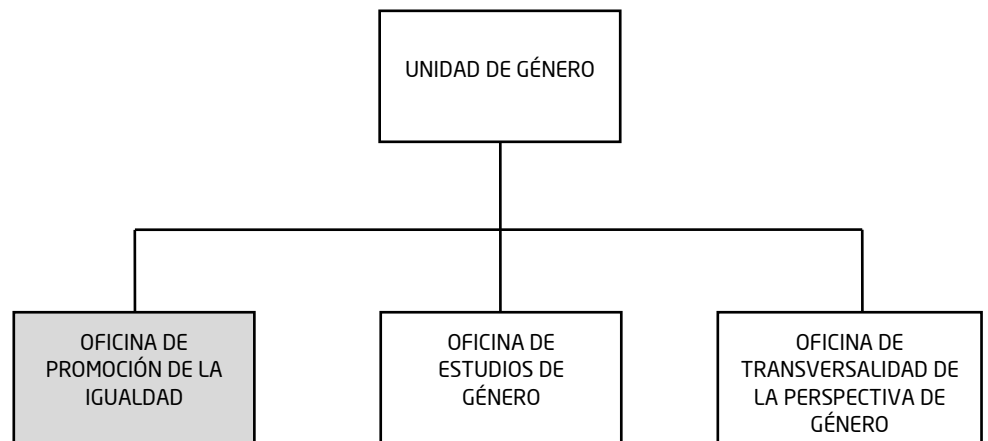 UNIDAD DE GÉNERO
OFICINA DE
PROMOCIÓN DE LA
IGUALDAD
OFICINA DE
ESTUDIOS DE
GÉNERO
OFICINA DE
TRANSVERSALIDAD DE
LA PERSPECTIVA DE
GÉNERO